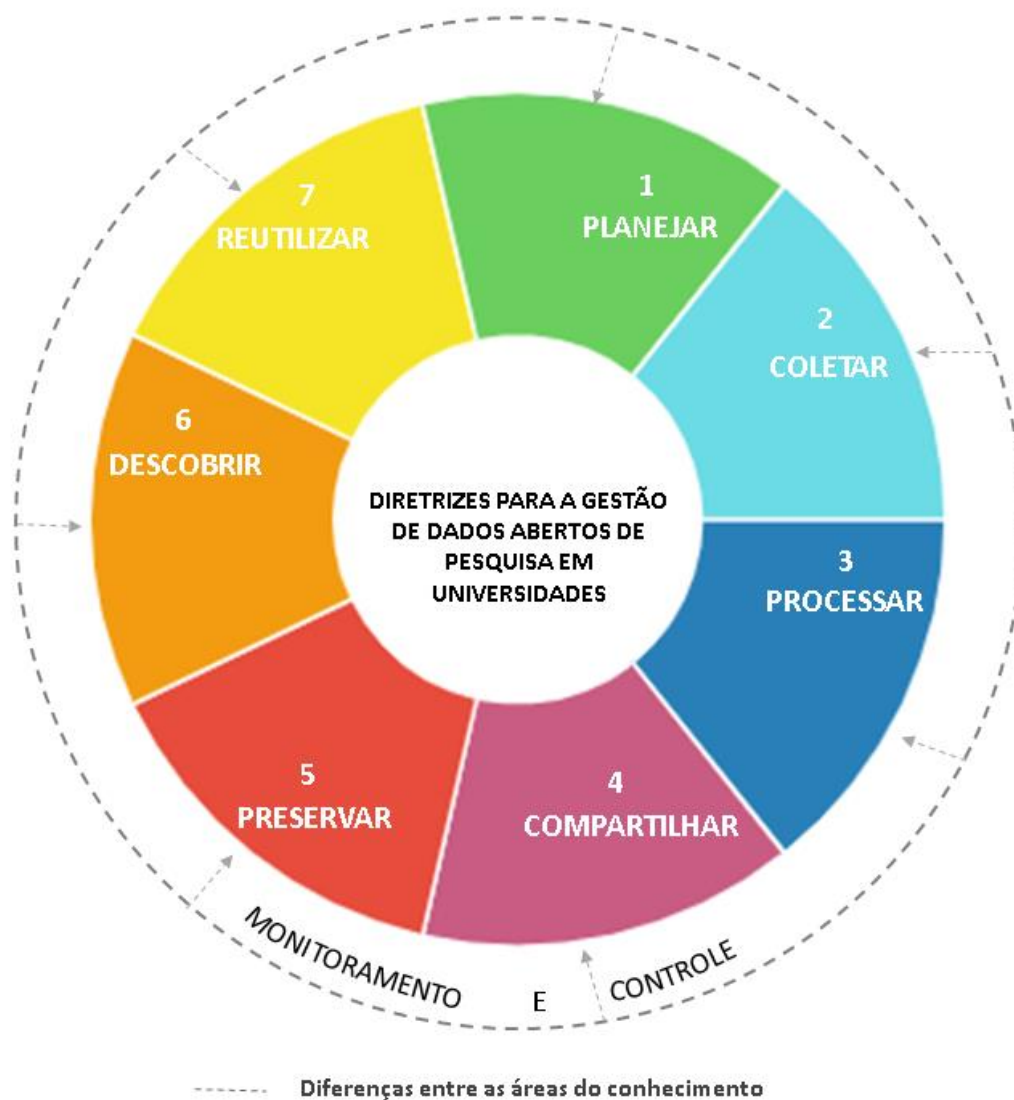 1
PLANEJAR
2
COLETAR
3
PROCESSAR
4
COMPARTILHAR
5
PRESERVAR
6
DESCOBRIR
7
REUTILIZAR
DIRETRIZES PARA A GESTÃO
DE DADOS ABERTOS DE
PESQUISA EM
UNIVERSIDADES
MONITORAMENTO E CONTROLE
Diferenças entre as áreas do conhecimento